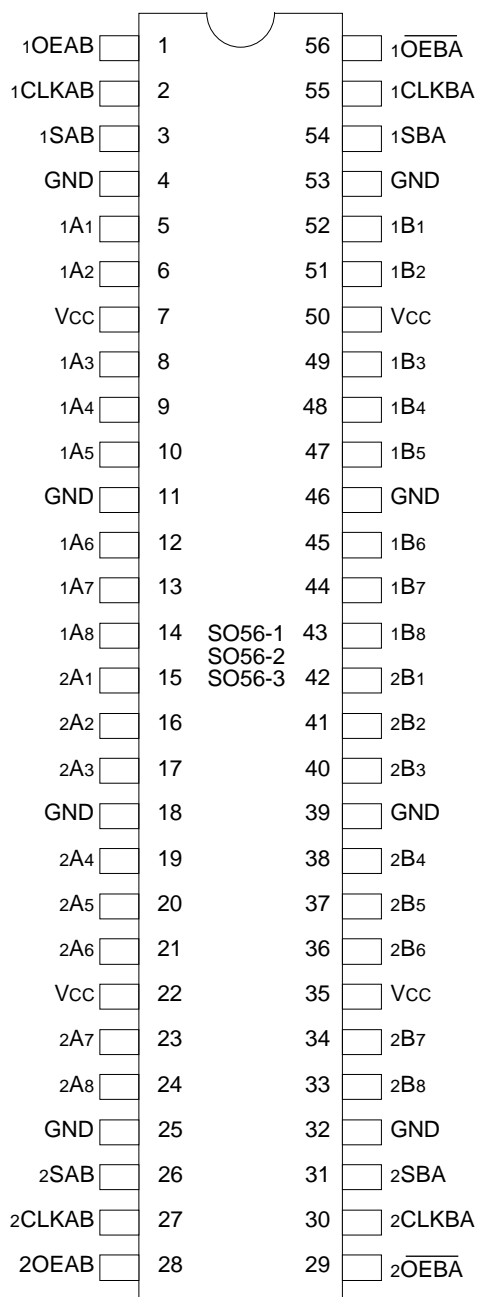 1OEAB 1 56 1OEBA
1CLKAB 2 55 1CLKBA
1SAB 3 54 1SBA
GND 4 53 GND
1A1 5 52 1B1
1A2 6 51 1B2
VCC 7 50 VCC
1A3 8 49 1B3
1A4 9 48 1B4
1A5 10 47 1B5
GND 11 46 GND
1A6 12 45 1B6
1A7 13 44 1B7
1A8 14 SO56-1 43 1B8
SO56-2
2A1 15 SO56-3 42 2B1
2A2 16 41 2B2
2A3 17 40 2B3
GND 18 39 GND
2A4 19 38 2B4
2A5 20 37 2B5
2A6 21 36 2B6
VCC 22 35 VCC
2A7 23 34 2B7
2A8 24 33 2B8
GND 25 32 GND
2SAB 26 31 2SBA
2CLKAB 27 30 2CLKBA
2OEAB 28 29 2OEBA